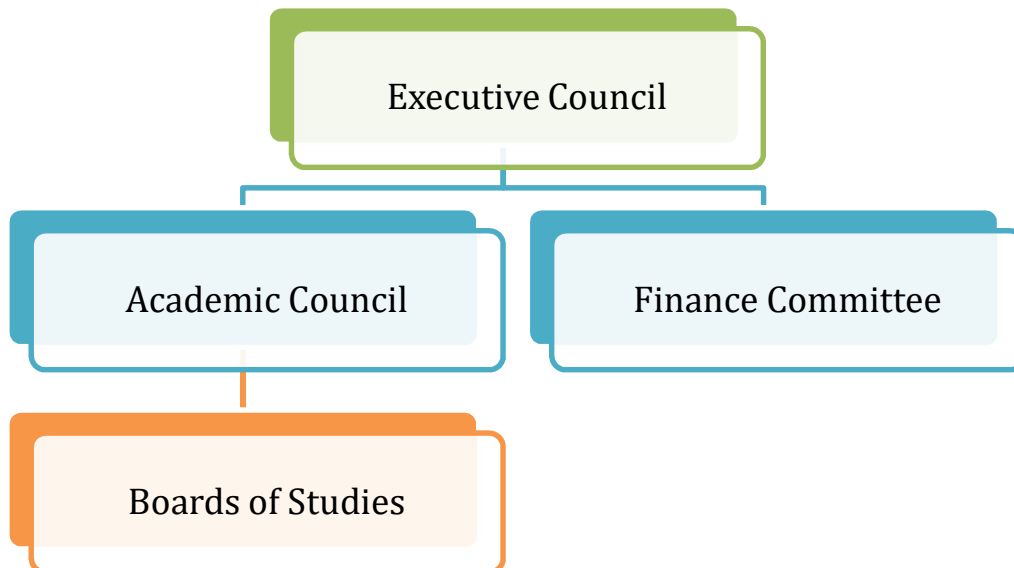 Executive Council
Academic Council
Finance Committee
Boards of Studies